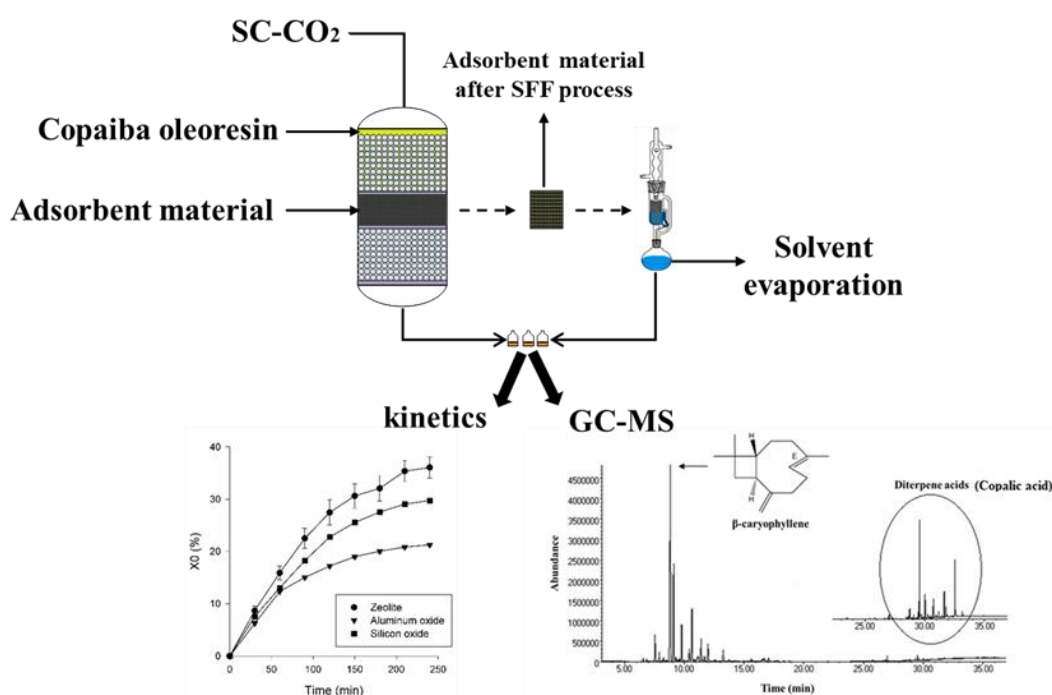 SC-CO₂
Adsorbent material
after SFF process
Copaiba oleoresin
Adsorbent material
Solvent
evaporation
kinetics
GC-MS
X0 (%)
40
30
20
10
0
0 50 100 150 200 250
Time (min)
Zeolite
Aluminum oxide
Silicon oxide
Abundance
4500000
4000000
3500000
3000000
2500000
2000000
1500000
1000000
500000
0
5.00 10.00 15.00 20.00 25.00 30.00 35.00
Time (min)
H
E
H
β-caryophyllene
Diterpene acids (Copalic acid)
25.00 30.00 35.00